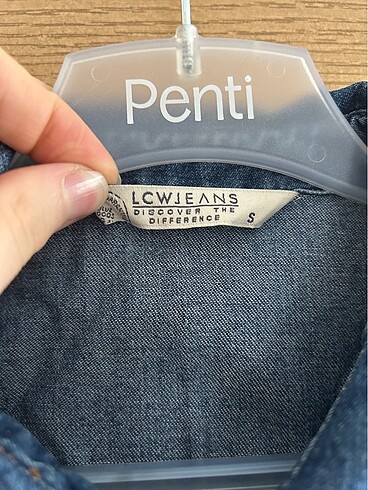 Penti
LCWJEANS
DISCOVER THE
DIFFERENCE
S